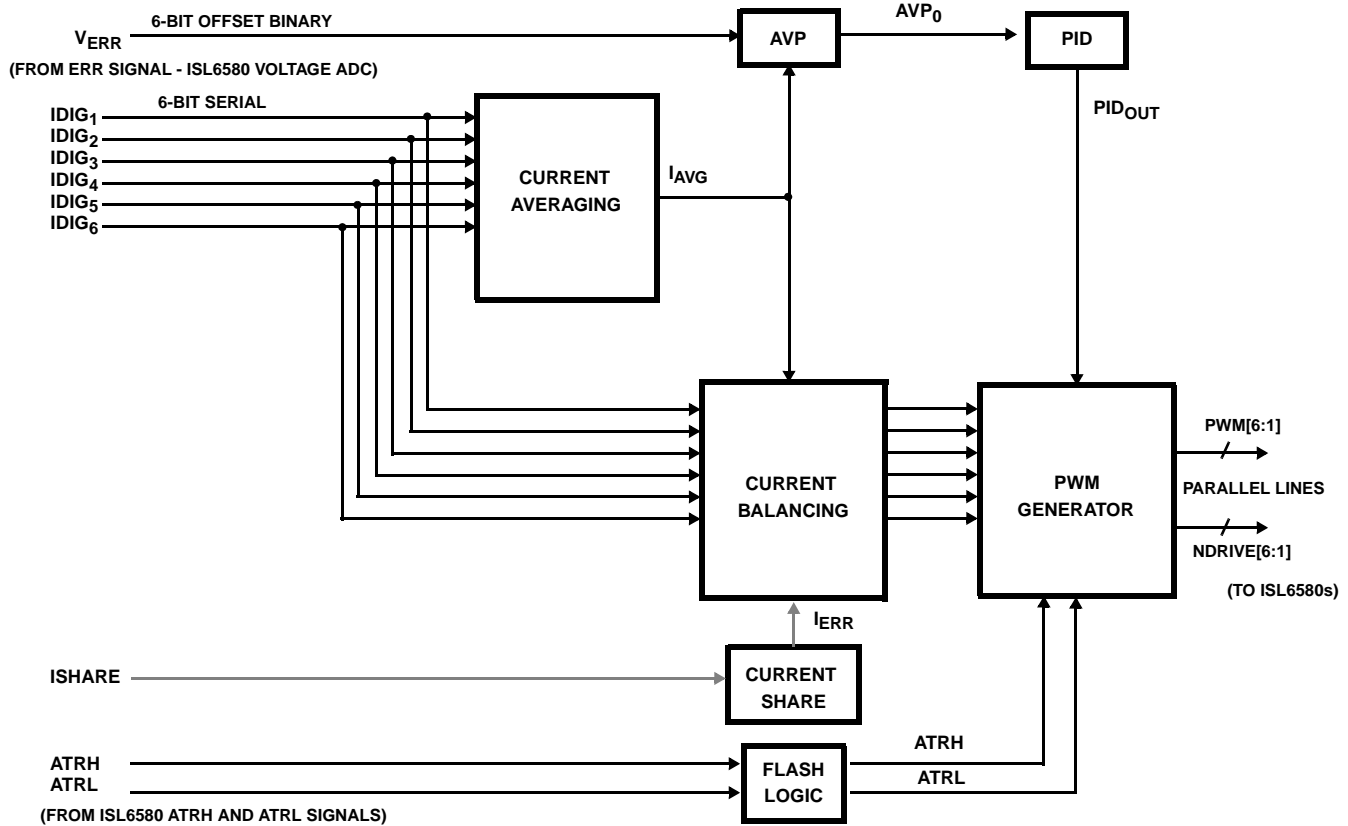 6-BIT OFFSET BINARY
VERR
(FROM ERR SIGNAL - ISL6580 VOLTAGE ADC)
AVP
AVP0
PID
6-BIT SERIAL
IDIG1
IDIG2
IDIG3
IDIG4
IDIG5
IDIG6
CURRENT
AVERAGING
IAVG
PIDOUT
CURRENT
BALANCING
PWM
GENERATOR
PWM[6:1]
PARALLEL LINES
NDRIVE[6:1]
(TO ISL6580s)
IERR
ISHARE
CURRENT
SHARE
ATRH
ATRL
(FROM ISL6580 ATRH AND ATRL SIGNALS)
FLASH
LOGIC
ATRH
ATRL